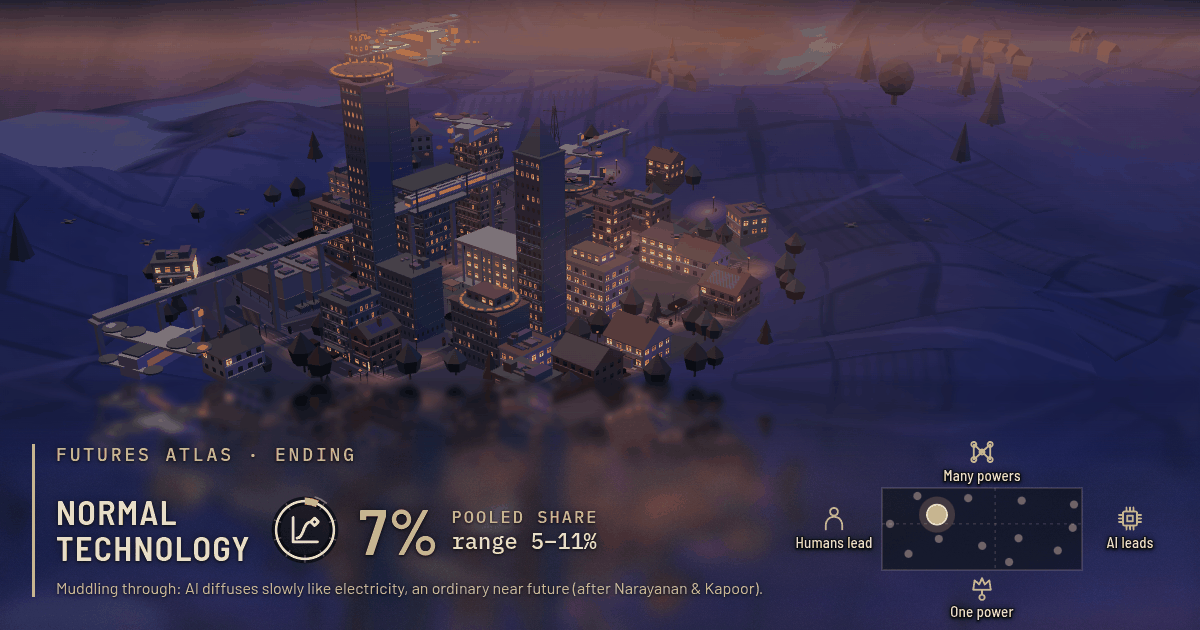 FUTURES ATLAS · ENDING
NORMAL
TECHNOLOGY
7%
POOLED SHARE
range 5–11%
Muddling through: AI diffuses slowly like electricity, an ordinary near future (after Narayanan & Kapoor).
Many powers
Humans lead
AI leads
One power